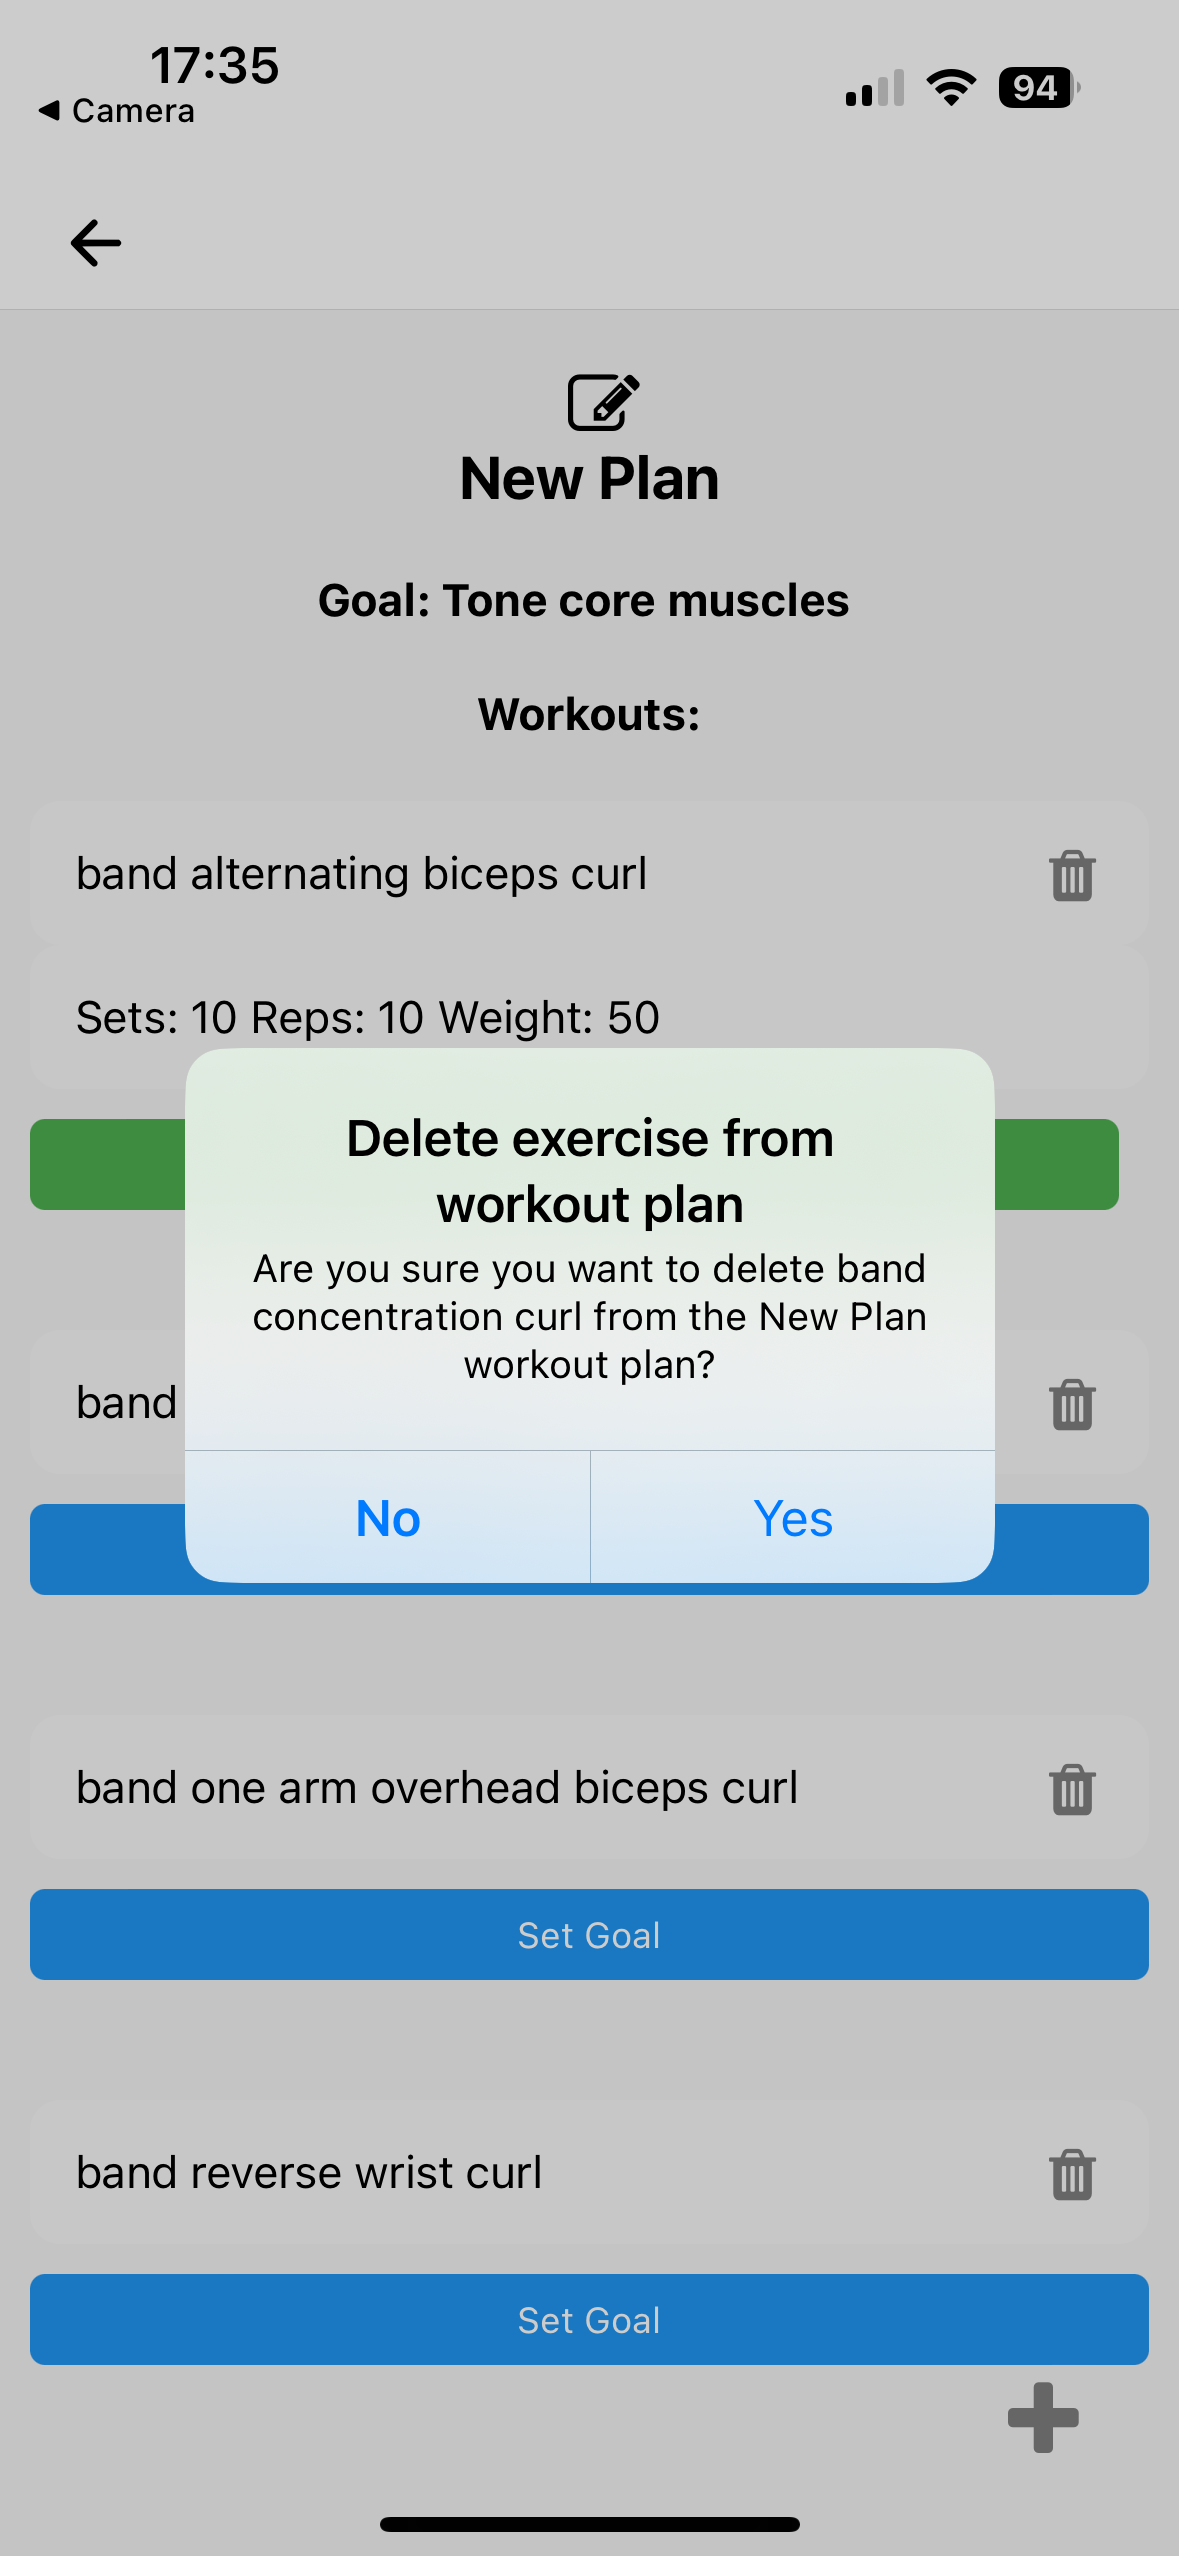 17:35
Camera
94
New Plan
Goal: Tone core muscles
Workouts:
band alternating biceps curl
Sets: 10 Reps: 10 Weight: 50
Delete exercise from
workout plan
Are you sure you want to delete band
concentration curl from the New Plan
workout plan?
band
No Yes
band one arm overhead biceps curl
Set Goal
band reverse wrist curl
Set Goal